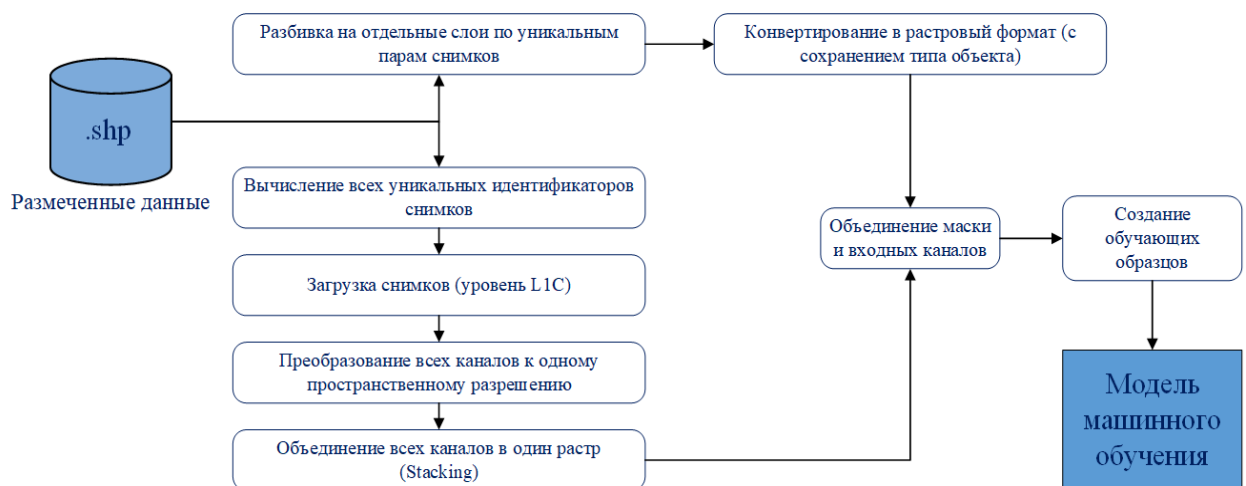 .shp
Размеченные данные
Разбивка на отдельные слои по уникальным
парам снимков
Конвертирование в растровый формат (с
сохранением типа объекта)
Вычисление всех уникальных идентификаторов
снимков
Загрузка снимков (уровень L1C)
Преобразование всех каналов к одному
пространственному разрешению
Объединение всех каналов в один растр
(Stacking)
Объединение маски
и входных каналов
Создание
обучающих
образцов
Модель
машинного
обучения